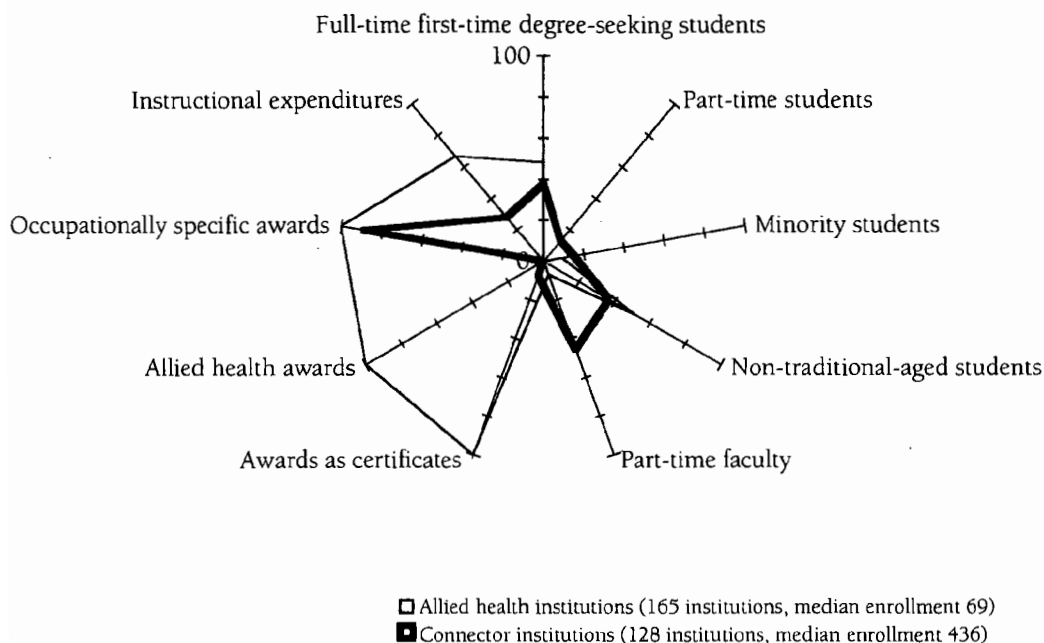 Full-time first-time degree-seeking students
100
Instructional expenditures
Part-time students
Occupationally specific awards
Minority students
0
Allied health awards
Non-traditional-aged students
Awards as certificates
Part-time faculty
Allied health institutions (165 institutions, median enrollment 69)
Connector institutions (128 institutions, median enrollment 436)